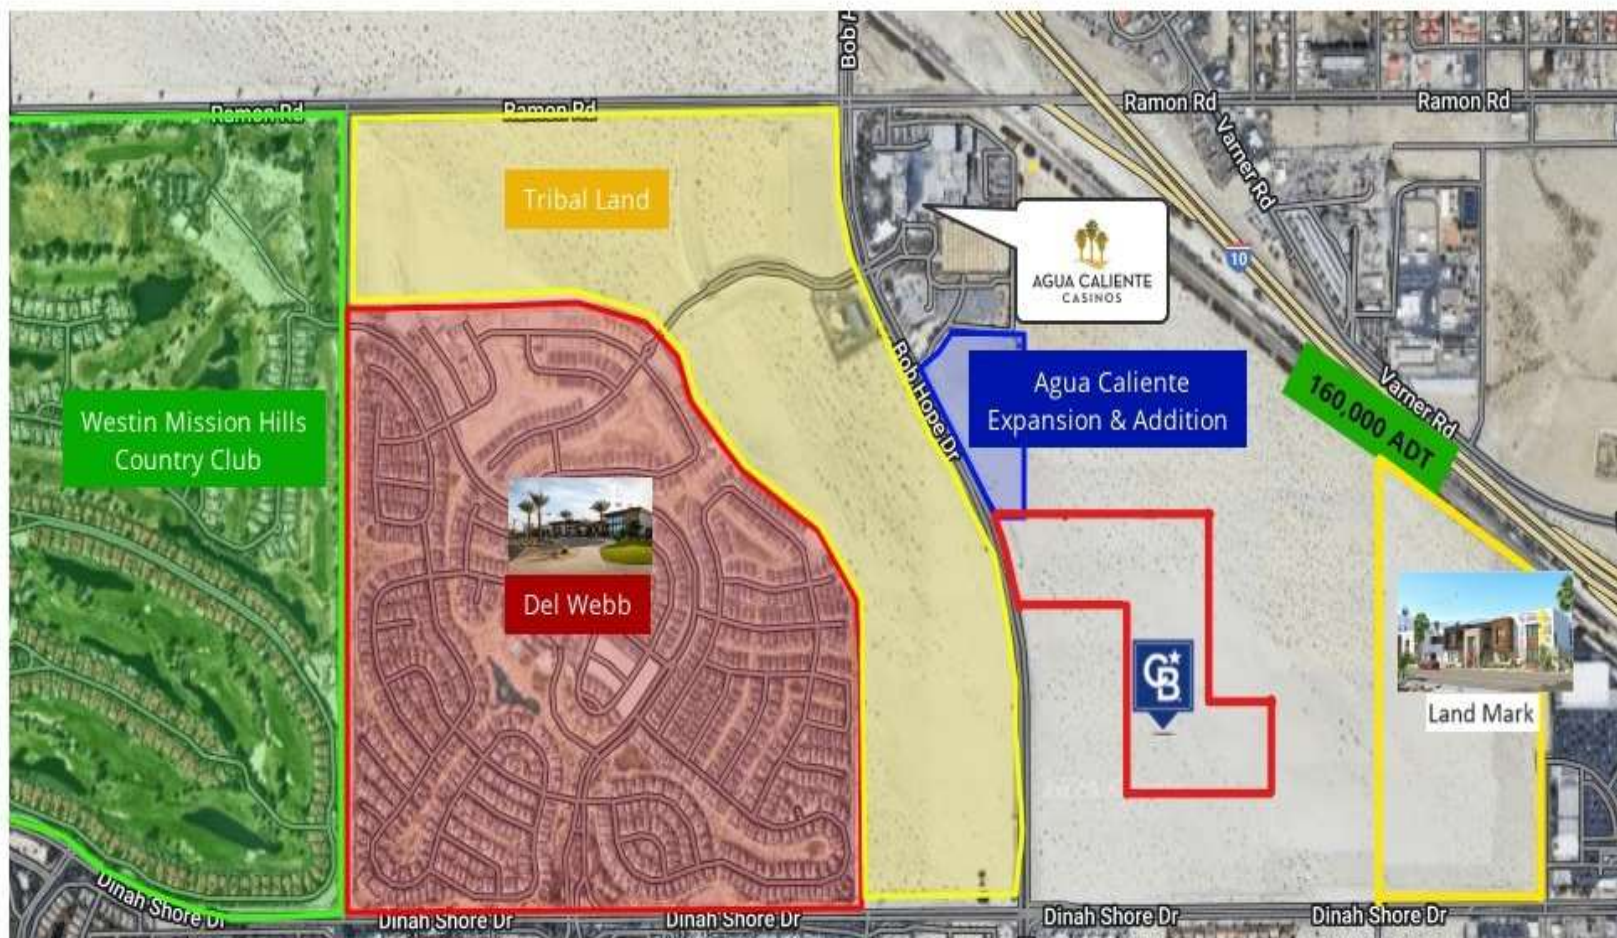 Bob H
Ramon Rd
Ramon Rd
Ramon Rd
Ramon Rd
Varner Rd
Tribal Land
10
AGUA CALIENTE
CASINOS
Bob Hope Dr
Agua Caliente
Expansion & Addition
160,000 ADT
Varner Rd
Westin Mission Hills
Country Club
Del Webb
CB
Land Mark
Dinah Shore Dr
Dinah Shore Dr
Dinah Shore Dr
Dinah Shore Dr
Dinah Shore Dr